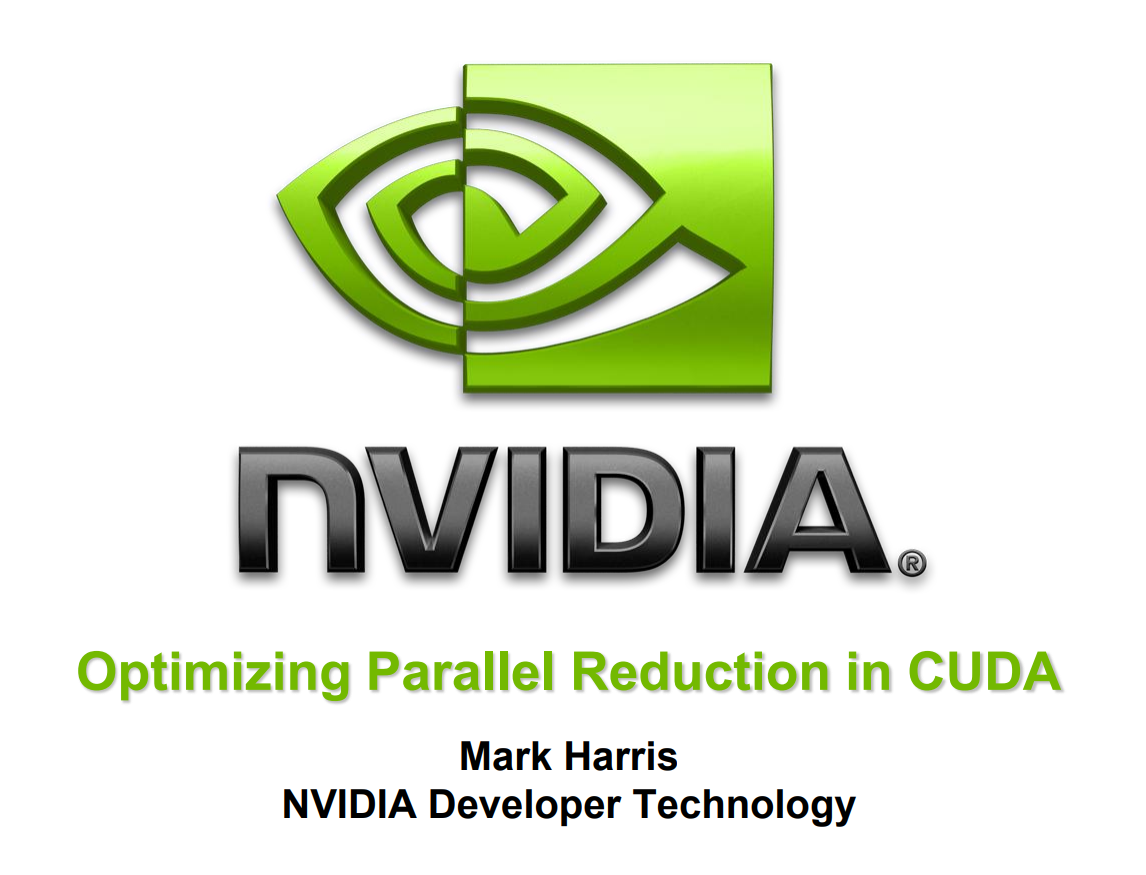 NVIDIA®
Optimizing Parallel Reduction in CUDA
Mark Harris
NVIDIA Developer Technology